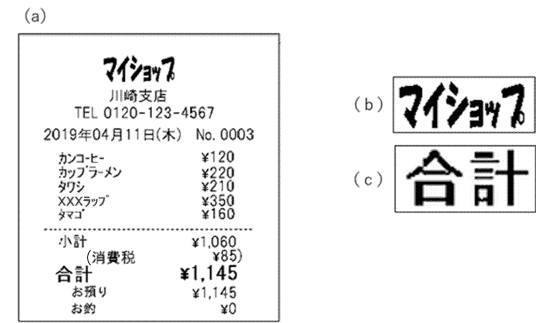 (a)
マイショップ
川崎支店
TEL 0120-123-4567
2019年04月11日(木) No.0003
カンコーヒー ¥120
カップラーメン ¥220
タワシ ¥210
XXXラップ ¥350
タマゴ ¥160
小計 ¥1,060
(消費税 ¥85)
合計 ¥1,145
お預り ¥1,145
お釣 ¥0
(b) マイショップ
(c) 合計